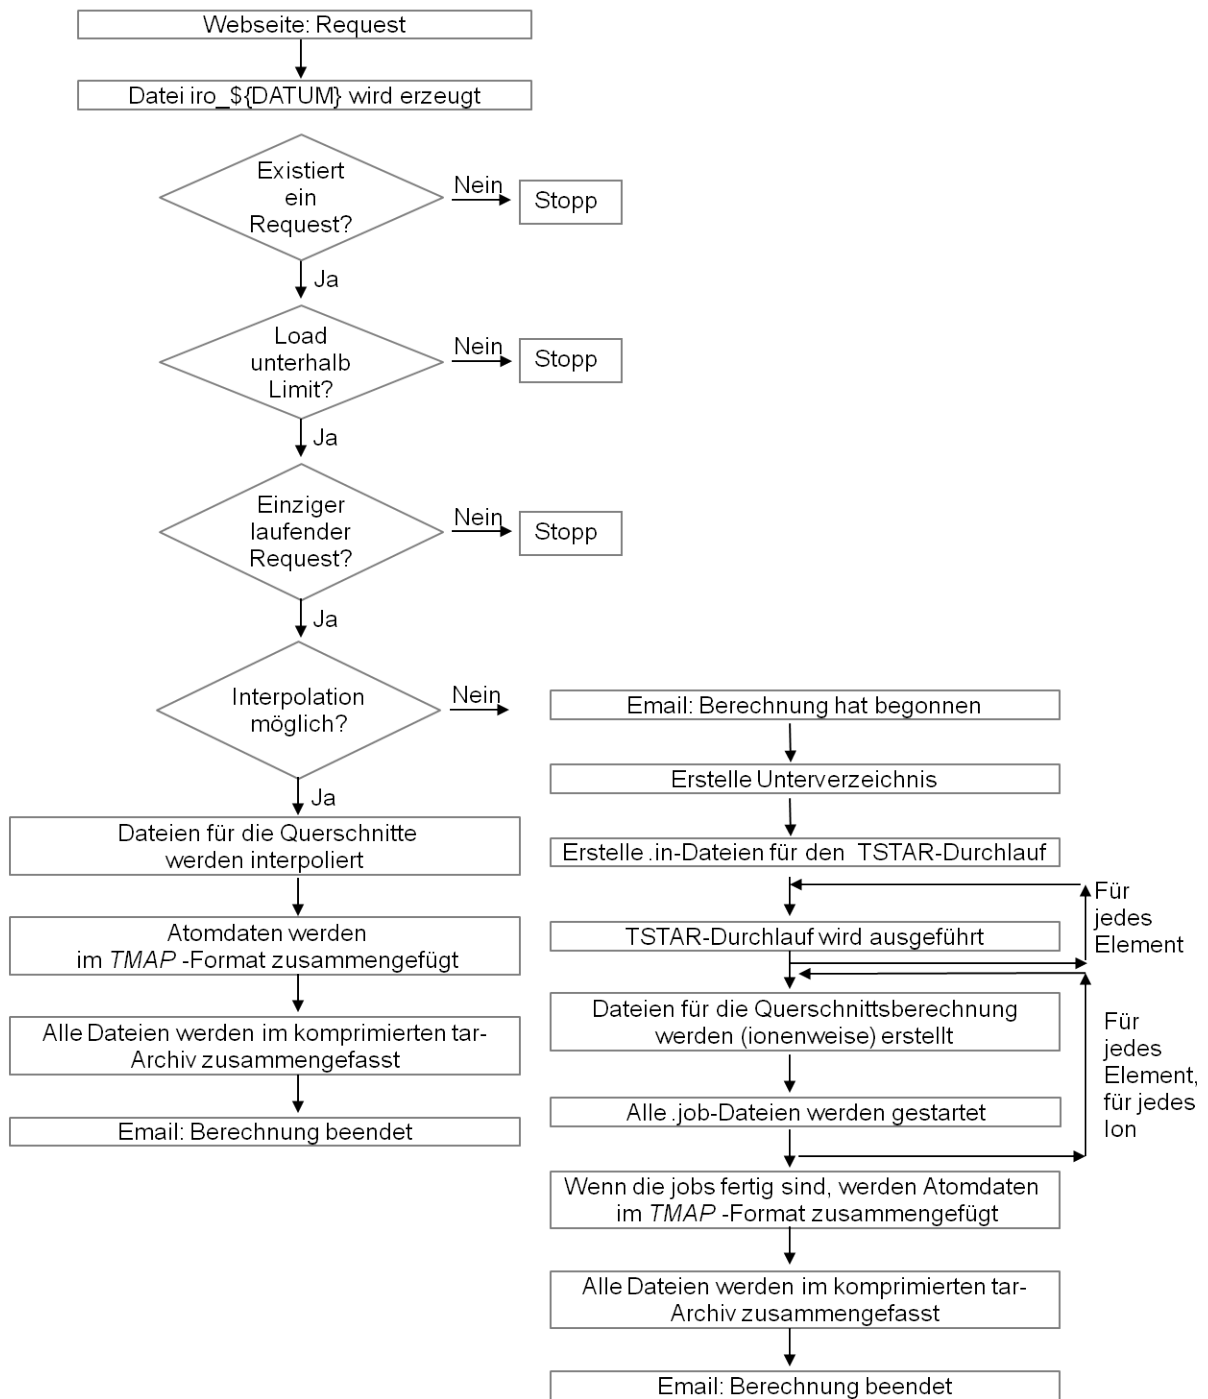 Webseite: Request
Datei iro_${DATUM} wird erzeugt
Existiert
ein
Request?
Nein
Stopp
Ja
Load
unterhalb
Limit?
Nein
Stopp
Ja
Einziger
laufender
Request?
Nein
Stopp
Ja
Interpolation
möglich?
Nein
Ja
Dateien für die Querschnitte
werden interpoliert
Atomdaten werden
im TMAP -Format zusammengefügt
Alle Dateien werden im komprimierten tar-
Archiv zusammengefasst
Email: Berechnung beendet
Email: Berechnung hat begonnen
Erstelle Unterverzeichnis
Erstelle .in-Dateien für den TSTAR-Durchlauf
Für
jedes
Element
TSTAR-Durchlauf wird ausgeführt
Dateien für die Querschnittsberechnung
werden (ionenweise) erstellt
Für
jedes
Element,
für jedes
Ion
Alle .job-Dateien werden gestartet
Wenn die jobs fertig sind, werden Atomdaten
im TMAP -Format zusammengefügt
Alle Dateien werden im komprimierten tar-
Archiv zusammengefasst
Email: Berechnung beendet